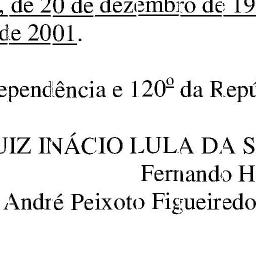 , de 20 de dezembro de 19
de 2001.
ependência e 120º da Repú
UIZ INÁCIO LULA DA S
Fernando H
André Peixoto Figueiredo